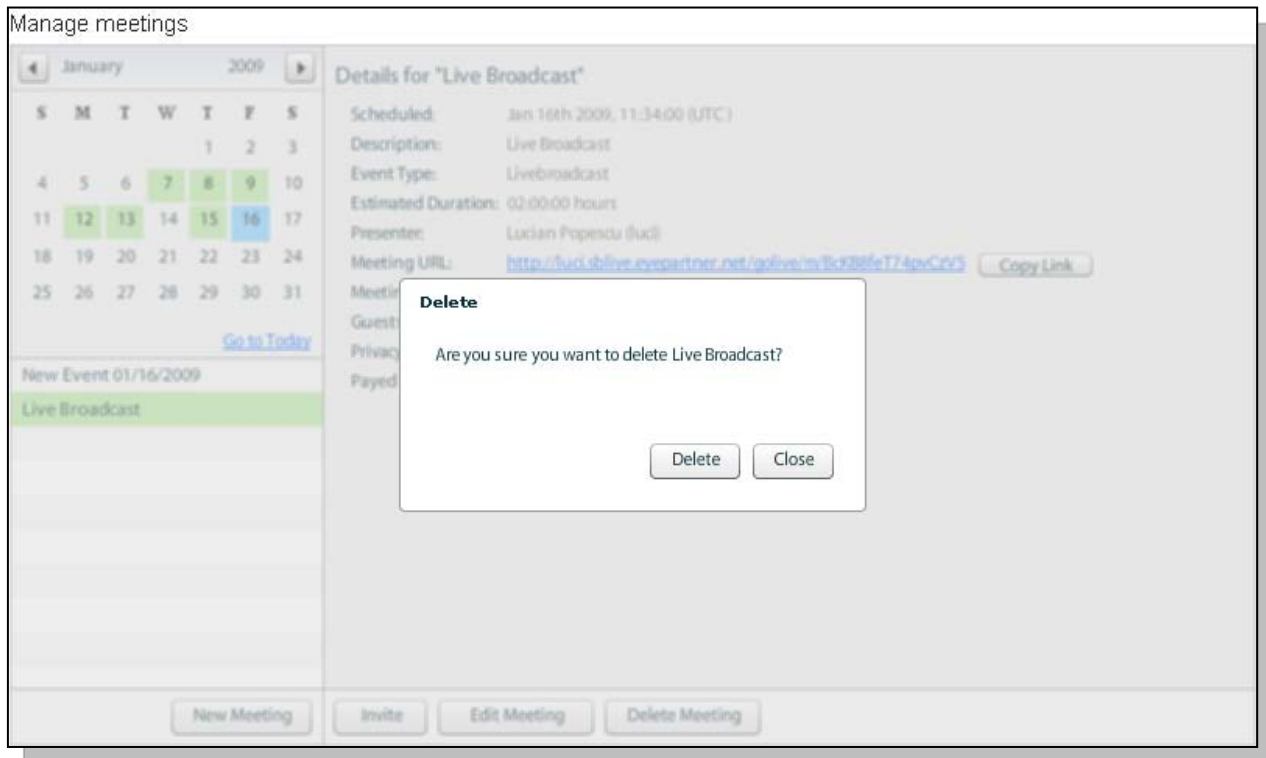 Manage meetings
January 2009
S M T W T F S
1 2 3
4 5 6 7 8 9 10
11 12 13 14 15 16 17
18 19 20 21 22 23 24
25 26 27 28 29 30 31
Go to Today
New Event 01/16/2009
Live Broadcast
Details for "Live Broadcast"
Scheduled: Jan 16th 2009, 11:34:00 (UTC)
Description: Live Broadcast
Event Type: Livebroadcast
Estimated Duration: 02:00:00 hours
Presenter: Lucian Popescu (luci)
Meeting URL: Copy Link
Guest
Privacy
Payed
Delete
Are you sure you want to delete Live Broadcast?
Delete Close
New Meeting Invite Edit Meeting Delete Meeting